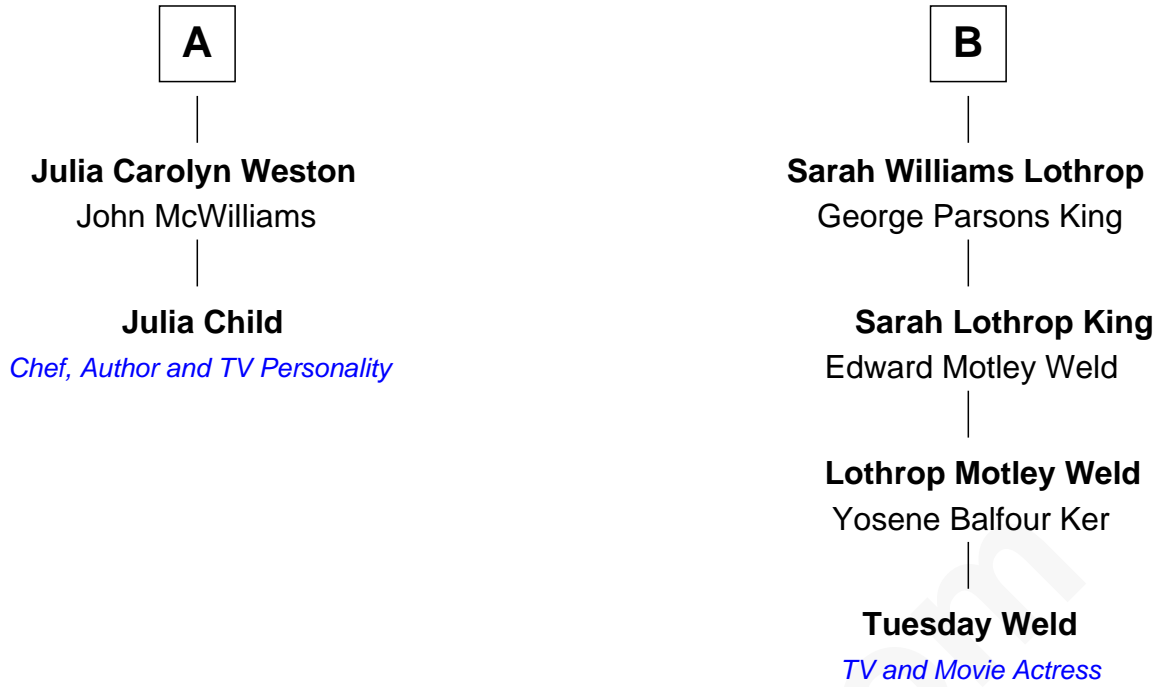 A
Julia Carolyn Weston
John McWilliams
Julia Child
Chef, Author and TV Personality
B
Sarah Williams Lothrop
George Parsons King
Sarah Lothrop King
Edward Motley Weld
Lothrop Motley Weld
Yosene Balfour Ker
Tuesday Weld
TV and Movie Actress